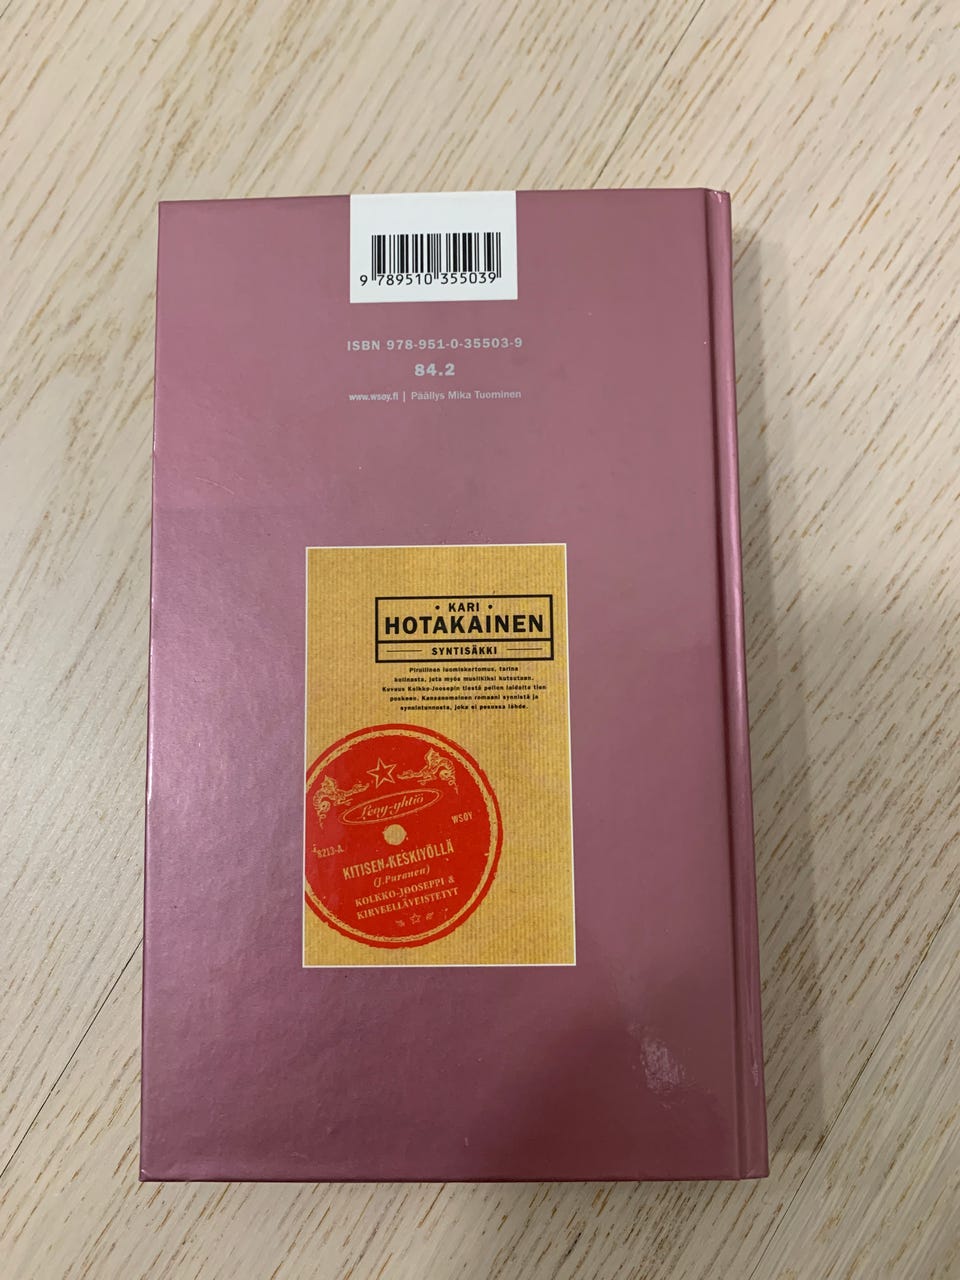 9 789510 355039
ISBN 978-951-0-35503-9
84.2
www.wsoy.fi | Päällys Mika Tuominen
• KARI •
HOTAKAINEN
SYNTISÄKKI
Pirullinen luomiskertomus, tarina
kolinasta, jota myös musiikiksi kutsutaan.
Kuvaus Kolkko-Joosepin tiestä pellon laidalta tien
poskeen. Kansanomainen romaani synnistä ja
synnintunnosta, joka ei pesussa lähde.
Levy-yhtiö
WSOY
8213-A
KITISEN KESKIYÖLLÄ
(J. Puranen)
KOLKKO-JOOSEPPI &
KIRVEELLÄVEISTETYT